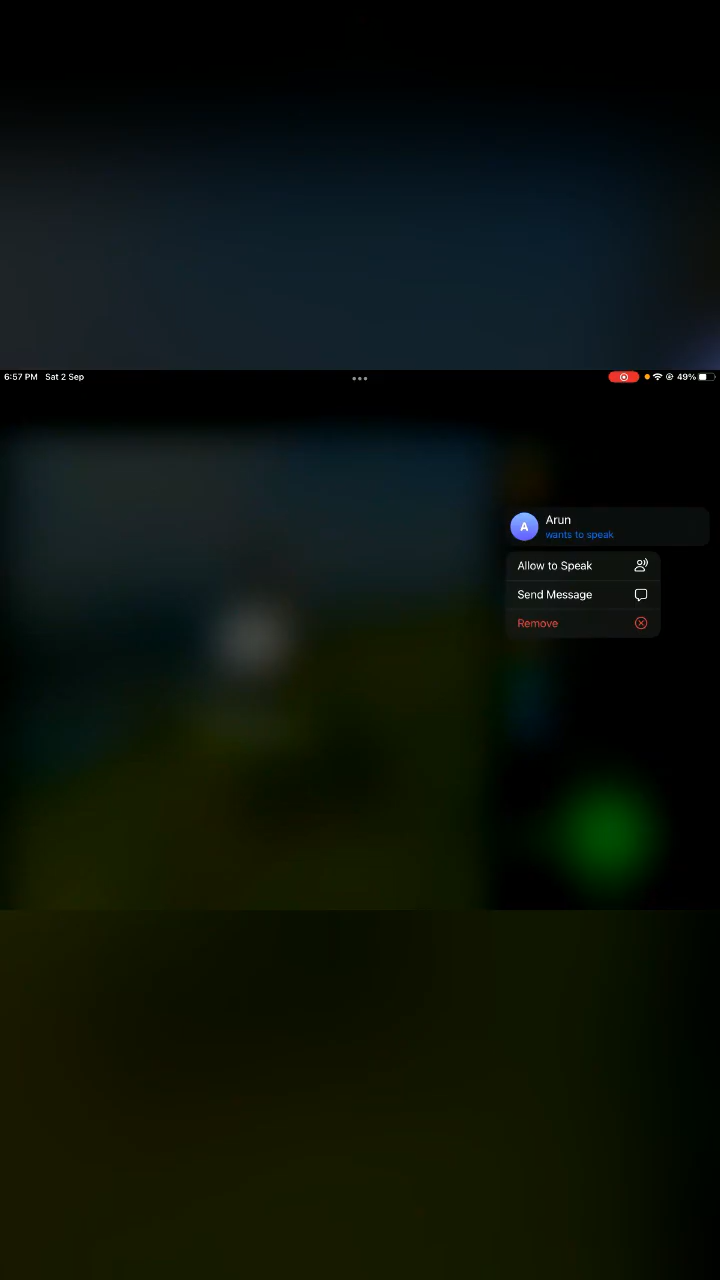 6:57 PM Sat 2 Sep
49%
A
Arun
wants to speak
Allow to Speak
Send Message
Remove